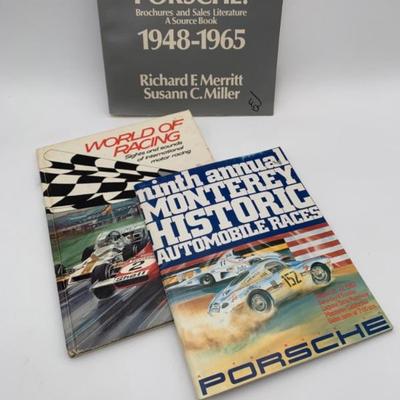 PORSCHE:
Brochures and Sales Literature
A Source Book
1948-1965
Richard F. Merritt
Susann C. Miller
WORLD OF
RACING
Sights and sounds
of international
motor racing
ninth annual
MONTEREY
HISTORIC
AUTOMOBILE RACES
152
PORSCHE